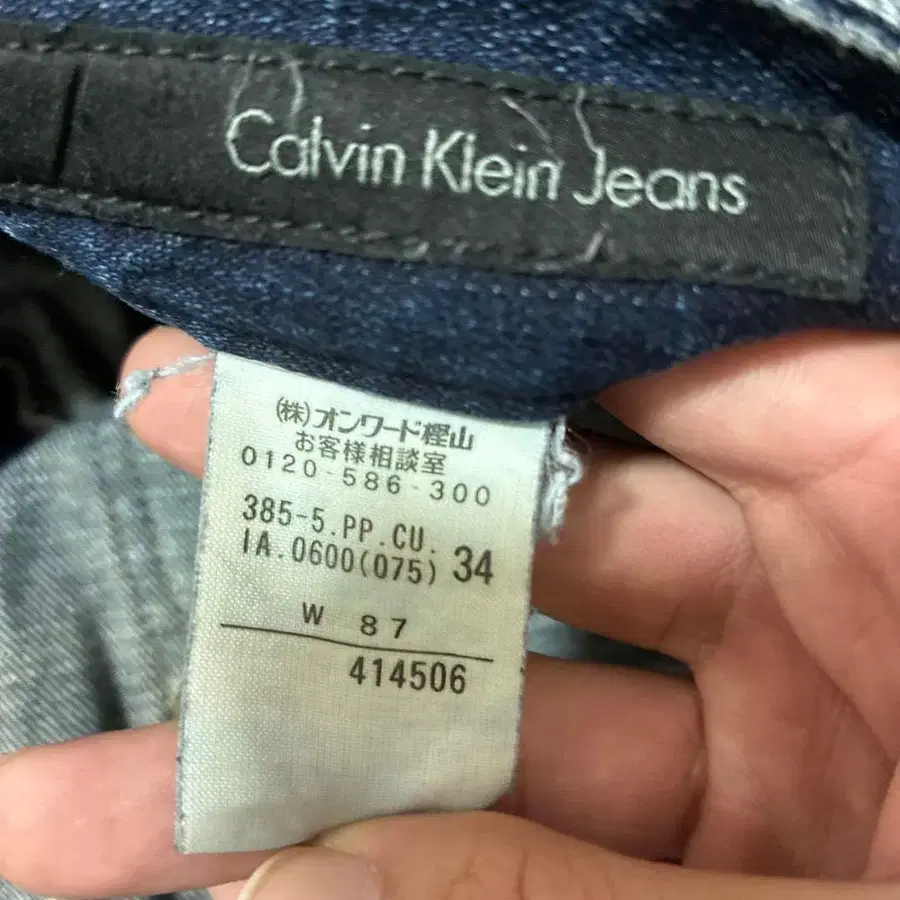 Calvin Klein Jeans
(株)オンワード樫山
お客様相談室
0120-586-300
385-5.PP.CU.
IA.0600(075) 34
W 87
414506